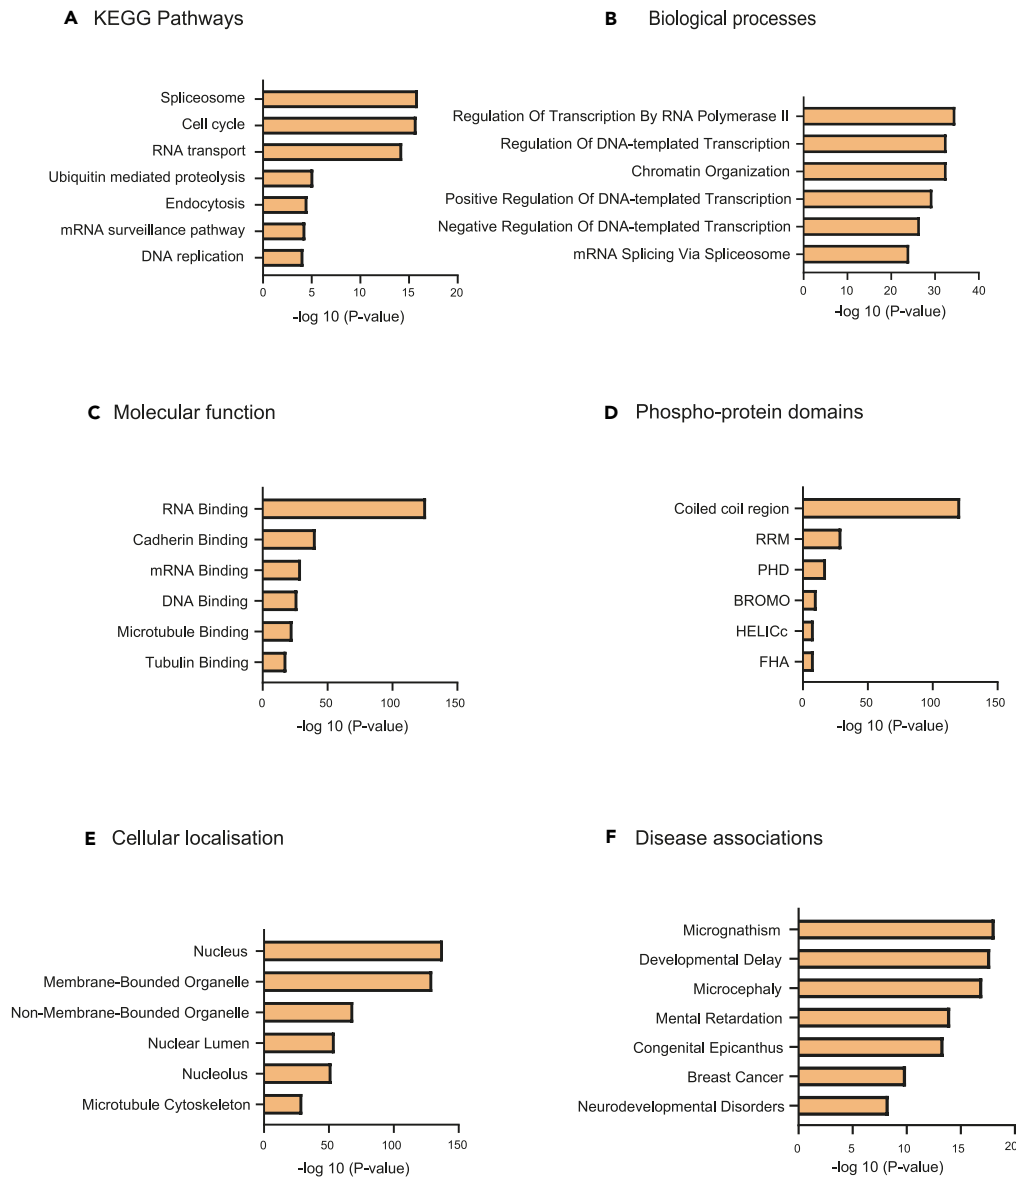 A KEGG Pathways
Spliceosome
Cell cycle
RNA transport
Ubiquitin mediated proteolysis
Endocytosis
mRNA surveillance pathway
DNA replication
0 5 10 15 20
-log 10 (P-value)
B Biological processes
Regulation Of Transcription By RNA Polymerase II
Regulation Of DNA-templated Transcription
Chromatin Organization
Positive Regulation Of DNA-templated Transcription
Negative Regulation Of DNA-templated Transcription
mRNA Splicing Via Spliceosome
0 10 20 30 40
-log 10 (P-value)
C Molecular function
RNA Binding
Cadherin Binding
mRNA Binding
DNA Binding
Microtubule Binding
Tubulin Binding
0 50 100 150
-log 10 (P-value)
D Phospho-protein domains
Coiled coil region
RRM
PHD
BROMO
HELICc
FHA
0 50 100 150
-log 10 (P-value)
E Cellular localisation
Nucleus
Membrane-Bounded Organelle
Non-Membrane-Bounded Organelle
Nuclear Lumen
Nucleolus
Microtubule Cytoskeleton
0 50 100 150
-log 10 (P-value)
F Disease associations
Micrognathism
Developmental Delay
Microcephaly
Mental Retardation
Congenital Epicanthus
Breast Cancer
Neurodevelopmental Disorders
0 5 10 15 20
-log 10 (P-value)